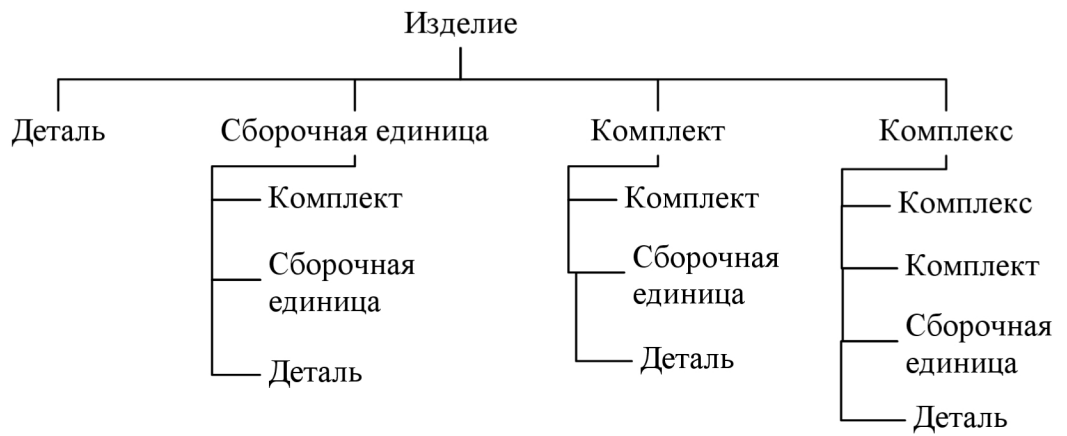 Изделие
Деталь
Сборочная единица
Комплект
Комплекс
Комплект
Сборочная
единица
Деталь
Комплект
Сборочная
единица
Деталь
Комплекс
Комплект
Сборочная
единица
Деталь